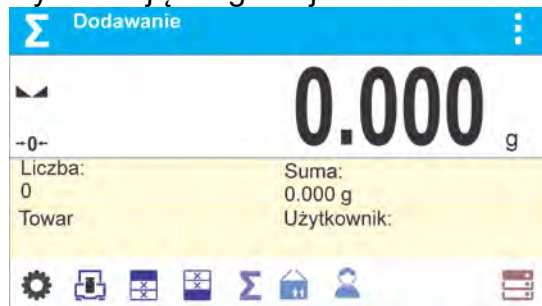 Σ Dodawanie
0.000 g
→0←
Liczba:
0
Towar
Suma:
0.000 g
Użytkownik:
Σ